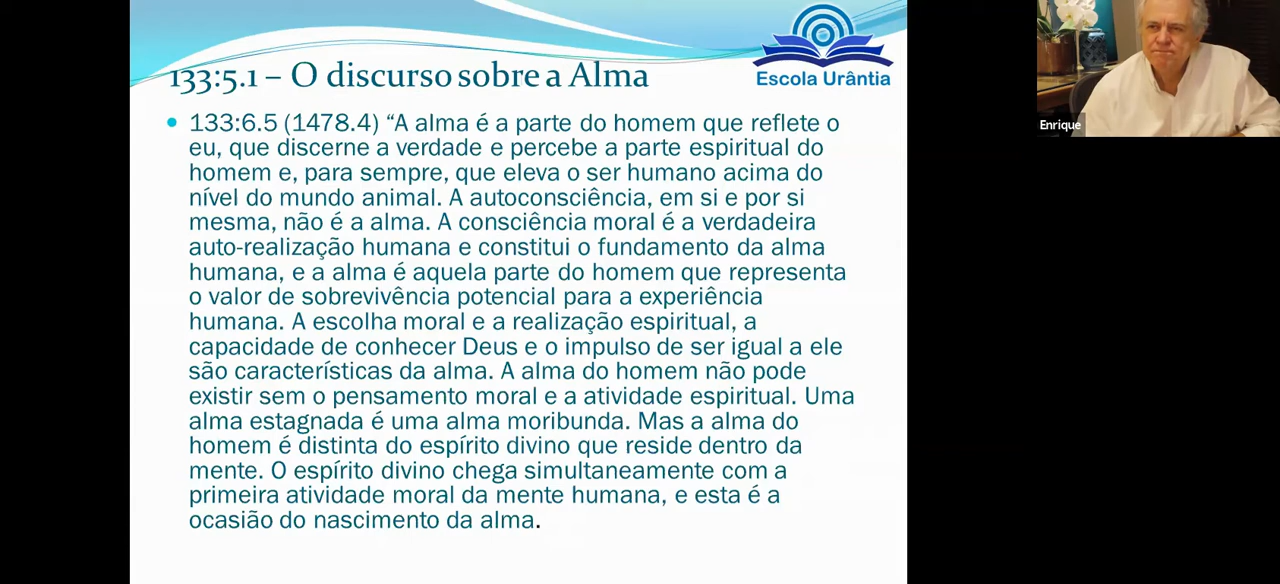 133:5.1 – O discurso sobre a Alma
Escola Urântia
Enrique
• 133:6.5 (1478.4) “A alma é a parte do homem que reflete o
eu, que discerne a verdade e percebe a parte espiritual do
homem e, para sempre, que eleva o ser humano acima do
nível do mundo animal. A autoconsciência, em si e por si
mesma, não é a alma. A consciência moral é a verdadeira
auto-realização humana e constitui o fundamento da alma
humana, e a alma é aquela parte do homem que representa
o valor de sobrevivência potencial para a experiência
humana. A escolha moral e a realização espiritual, a
capacidade de conhecer Deus e o impulso de ser igual a ele
são características da alma. A alma do homem não pode
existir sem o pensamento moral e a atividade espiritual. Uma
alma estagnada é uma alma moribunda. Mas a alma do
homem é distinta do espírito divino que reside dentro da
mente. O espírito divino chega simultaneamente com a
primeira atividade moral da mente humana, e esta é a
ocasião do nascimento da alma.